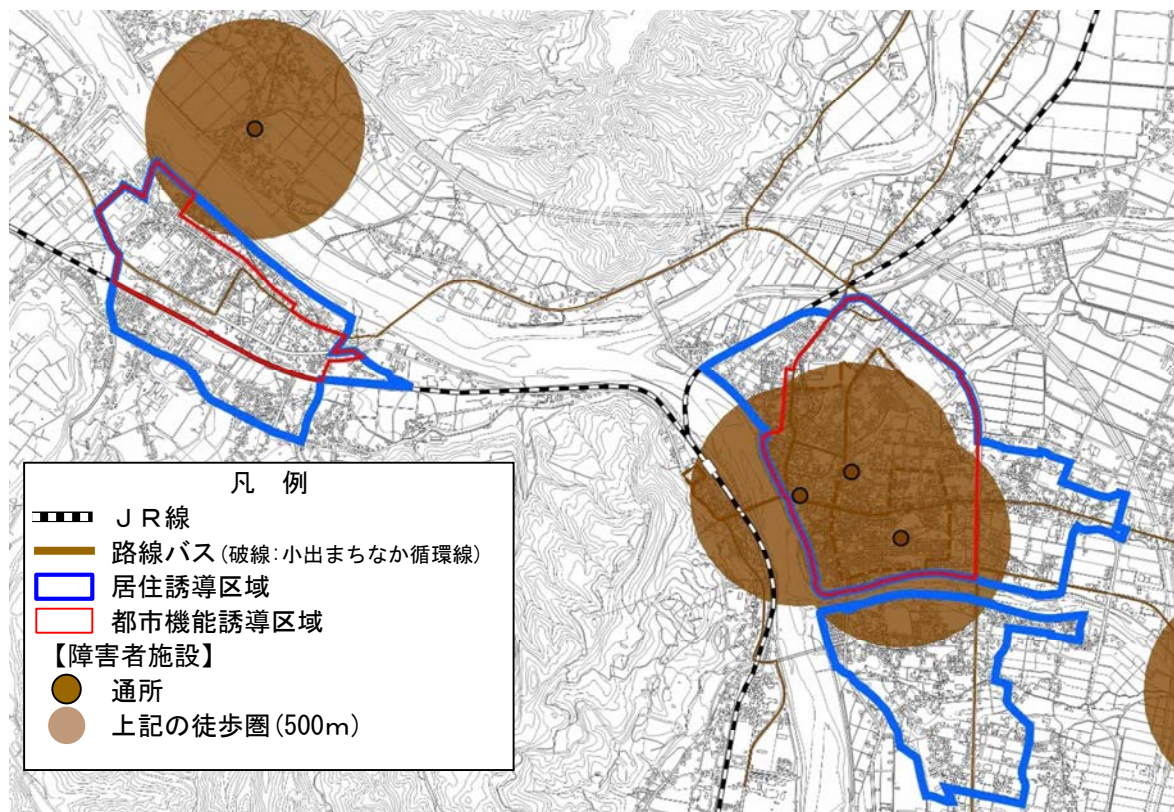 凡 例
ＪＲ線
路線バス(破線:小出まちなか循環線)
居住誘導区域
都市機能誘導区域
【障害者施設】
通所
上記の徒歩圏(500ｍ)